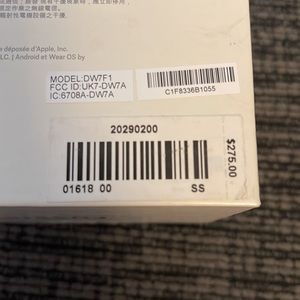 déposée d'Apple, Inc.
LLC. | Android et Wear OS by
MODEL:DW7F1
FCC ID:UK7-DW7A
IC:6708A-DW7A
C1F8336B1055
20290200
01618 00 SS
$275.00